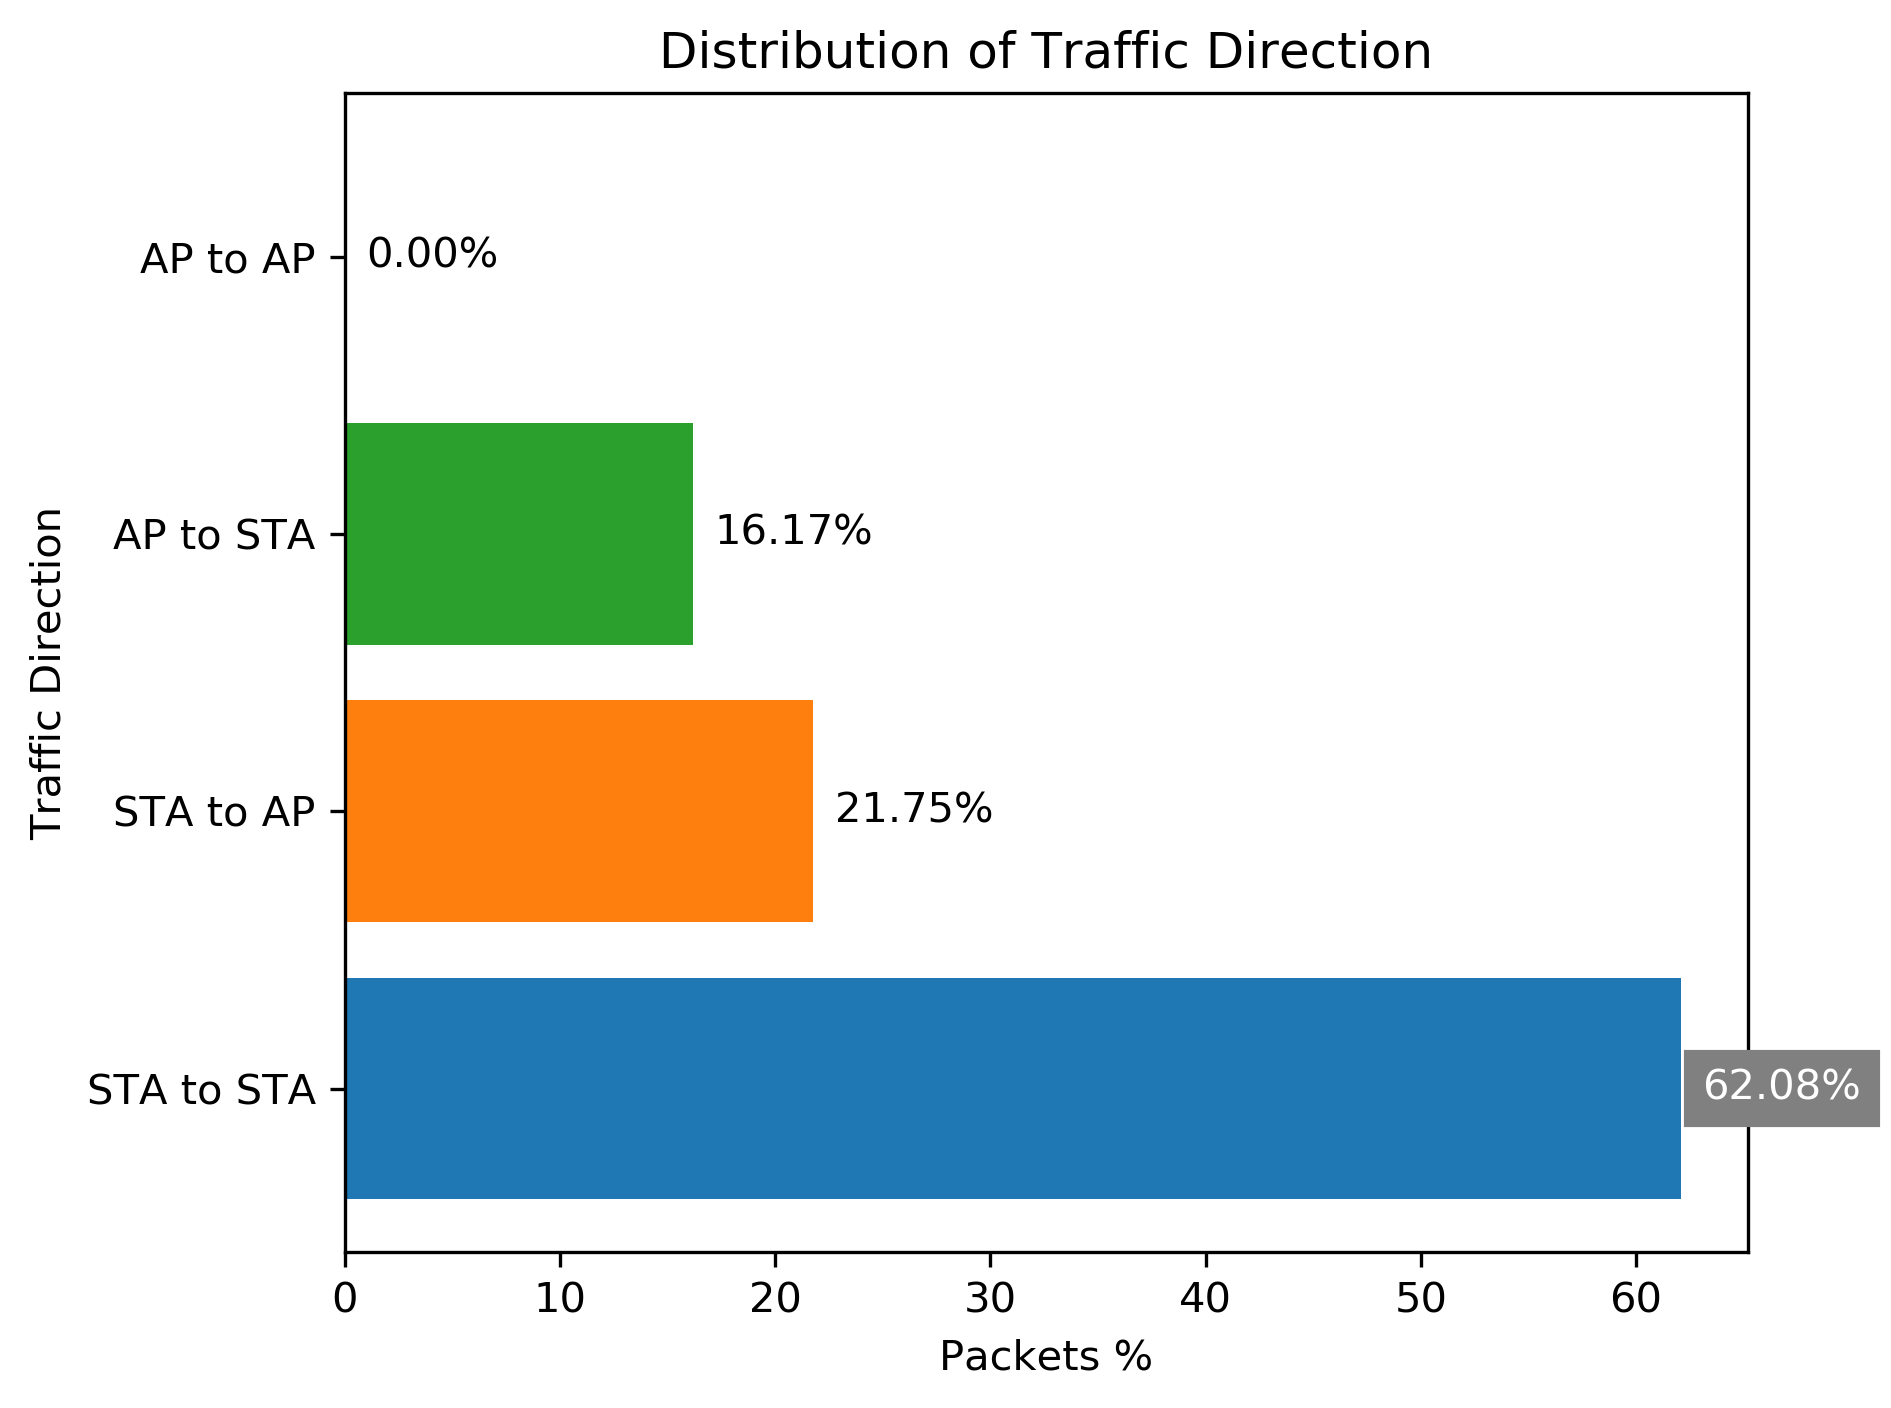 Distribution of Traffic Direction
Traffic Direction
AP to AP
0.00%
AP to STA
16.17%
STA to AP
21.75%
STA to STA
62.08%
0 10 20 30 40 50 60
Packets %